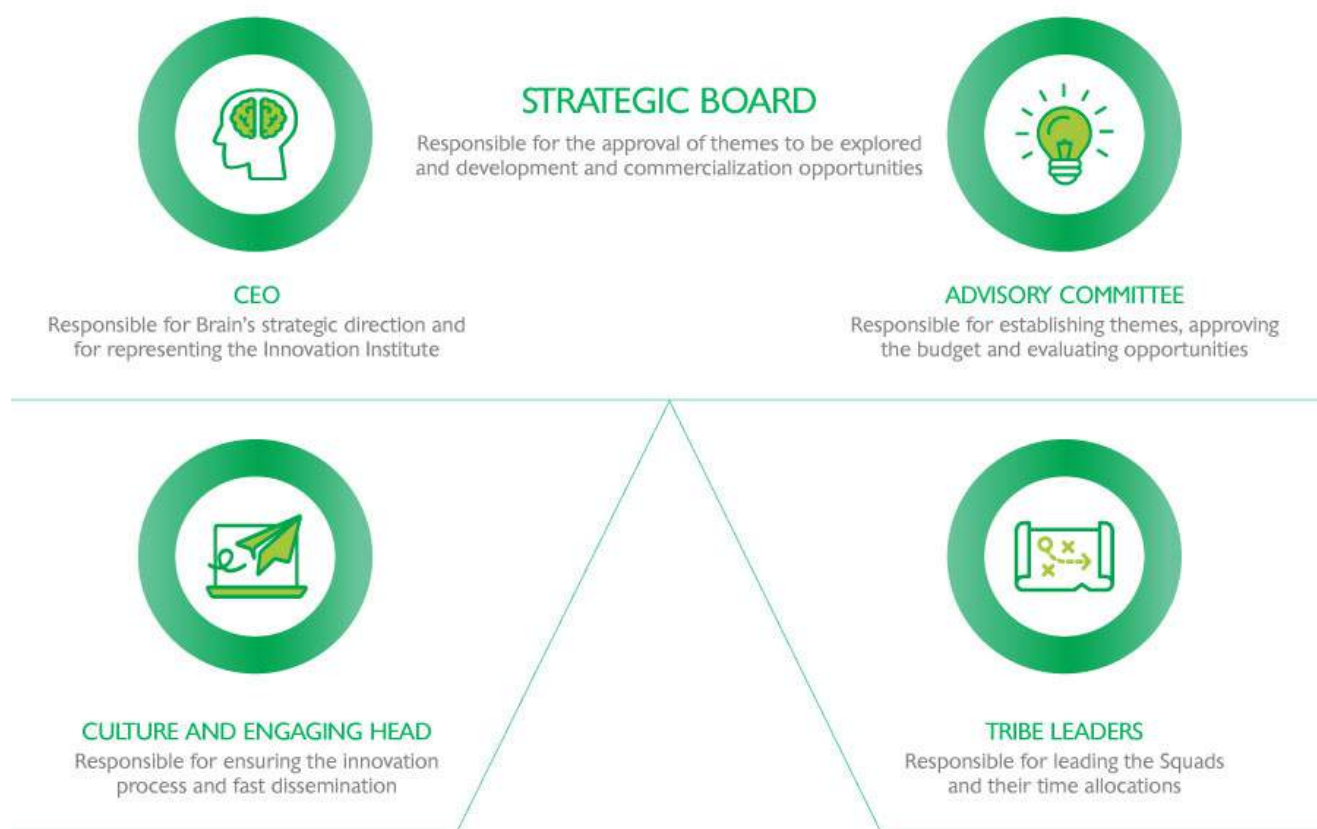 STRATEGIC BOARD
Responsible for the approval of themes to be explored
and development and commercialization opportunities
CEO
Responsible for Brain's strategic direction and
for representing the Innovation Institute
ADVISORY COMMITTEE
Responsible for establishing themes, approving
the budget and evaluating opportunities
CULTURE AND ENGAGING HEAD
Responsible for ensuring the innovation
process and fast dissemination
TRIBE LEADERS
Responsible for leading the Squads
and their time allocations